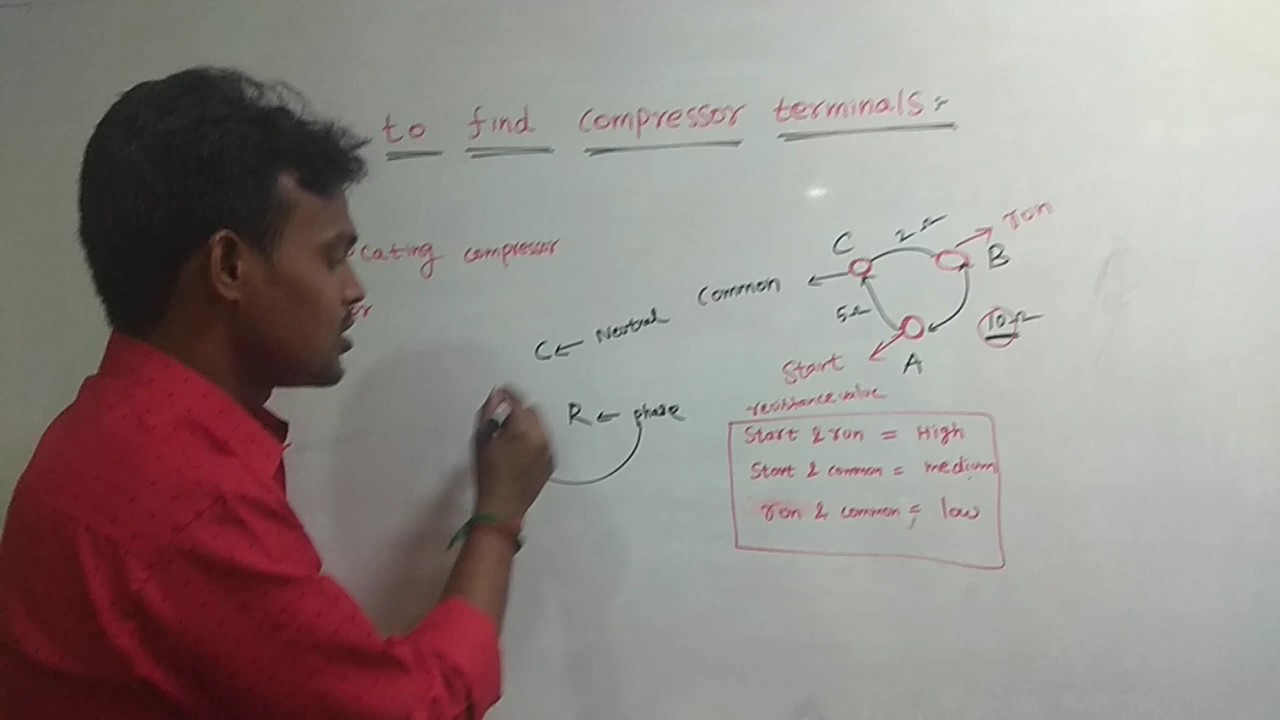 to find compressor terminals:-
cating compressor
C 2Ω ron
B
Common
5Ω 10Ω
C ← Neutral
Start A
R ← phase
resistance value
Start & ron = High
Start & common = medium
ron & common = low